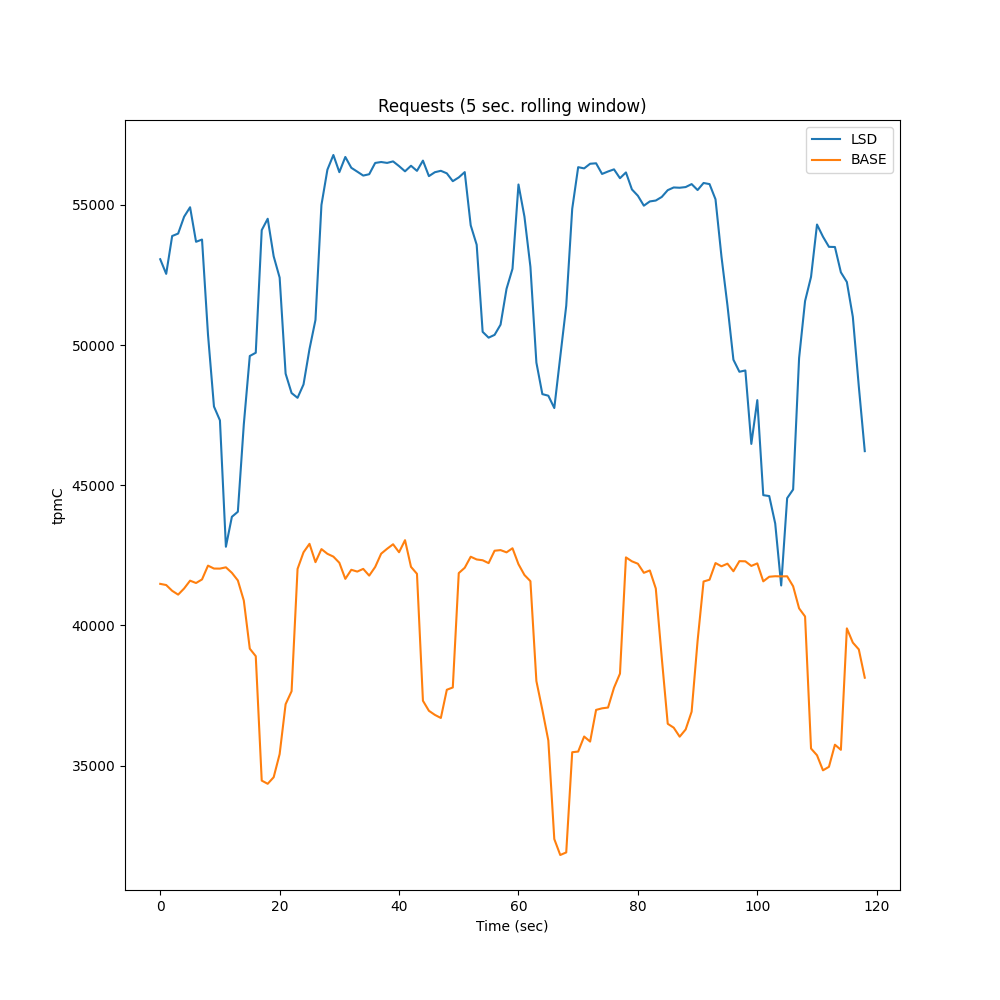 Requests (5 sec. rolling window)
LSD
BASE
55000
50000
45000
40000
35000
tpmC
0 20 40 60 80 100 120
Time (sec)